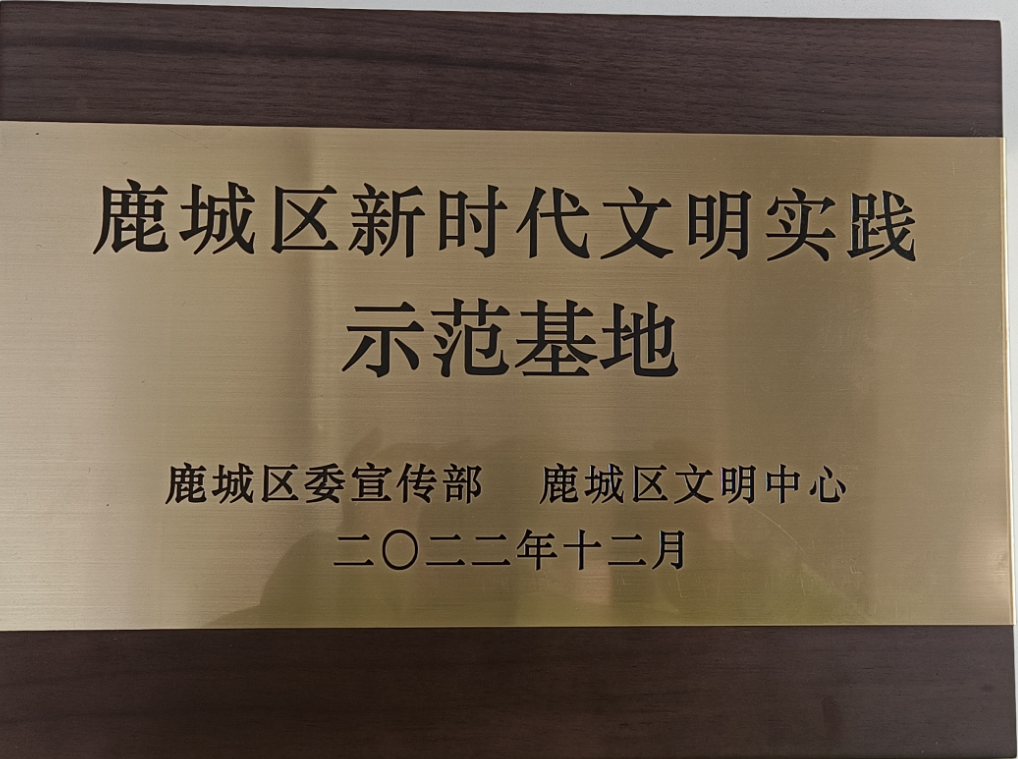 鹿城区新时代文明实践
示范基地
鹿城区委宣传部 鹿城区文明中心
二〇二二年十二月